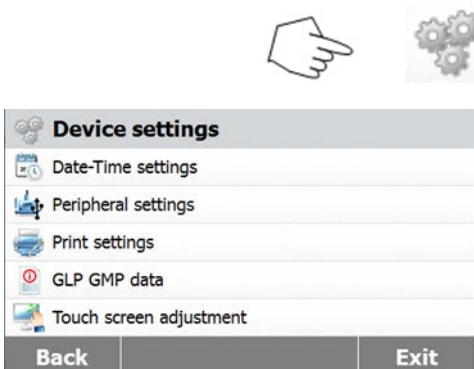 Device settings
Date-Time settings
Peripheral settings
Print settings
GLP GMP data
Touch screen adjustment
Back Exit